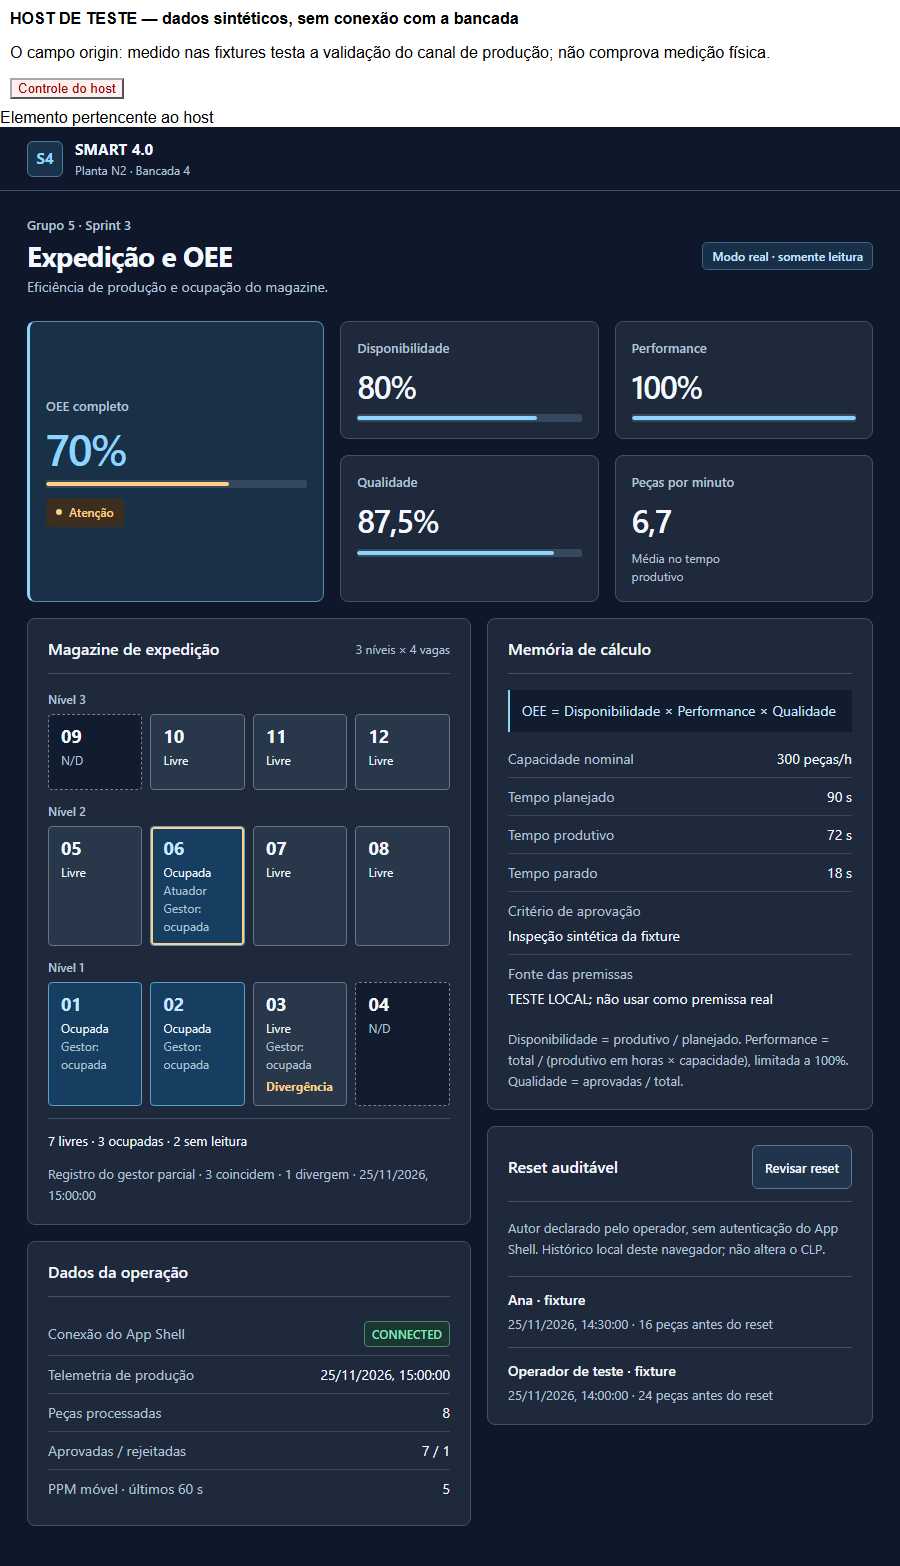 HOST DE TESTE — dados sintéticos, sem conexão com a bancada
O campo origin: medido nas fixtures testa a validação do canal de produção; não comprova medição física.
Controle do host
Elemento pertencente ao host
S4
SMART 4.0
Planta N2 · Bancada 4
Grupo 5 · Sprint 3
Expedição e OEE
Eficiência de produção e ocupação do magazine.
Modo real · somente leitura
OEE completo
70%
Atenção
Disponibilidade
80%
Performance
100%
Qualidade
87,5%
Peças por minuto
6,7
Média no tempo
produtivo
Magazine de expedição
3 níveis × 4 vagas
Nível 3
09
N/D
10
Livre
11
Livre
12
Livre
Nível 2
05
Livre
06
Ocupada
Atuador
Gestor:
ocupada
07
Livre
08
Livre
Nível 1
01
Ocupada
Gestor:
ocupada
02
Ocupada
Gestor:
ocupada
03
Livre
Gestor:
ocupada
Divergência
04
N/D
7 livres · 3 ocupadas · 2 sem leitura
Registro do gestor parcial · 3 coincidem · 1 divergem · 25/11/2026,
15:00:00
Memória de cálculo
OEE = Disponibilidade × Performance × Qualidade
Capacidade nominal 300 peças/h
Tempo planejado 90 s
Tempo produtivo 72 s
Tempo parado 18 s
Critério de aprovação
Inspeção sintética da fixture
Fonte das premissas
TESTE LOCAL; não usar como premissa real
Disponibilidade = produtivo / planejado. Performance =
total / (produtivo em horas × capacidade), limitada a 100%.
Qualidade = aprovadas / total.
Dados da operação
Conexão do App Shell CONNECTED
Telemetria de produção 25/11/2026, 15:00:00
Peças processadas 8
Aprovadas / rejeitadas 7 / 1
PPM móvel · últimos 60 s 5
Reset auditável
Revisar reset
Autor declarado pelo operador, sem autenticação do App
Shell. Histórico local deste navegador; não altera o CLP.
Ana · fixture
25/11/2026, 14:30:00 · 16 peças antes do reset
Operador de teste · fixture
25/11/2026, 14:00:00 · 24 peças antes do reset